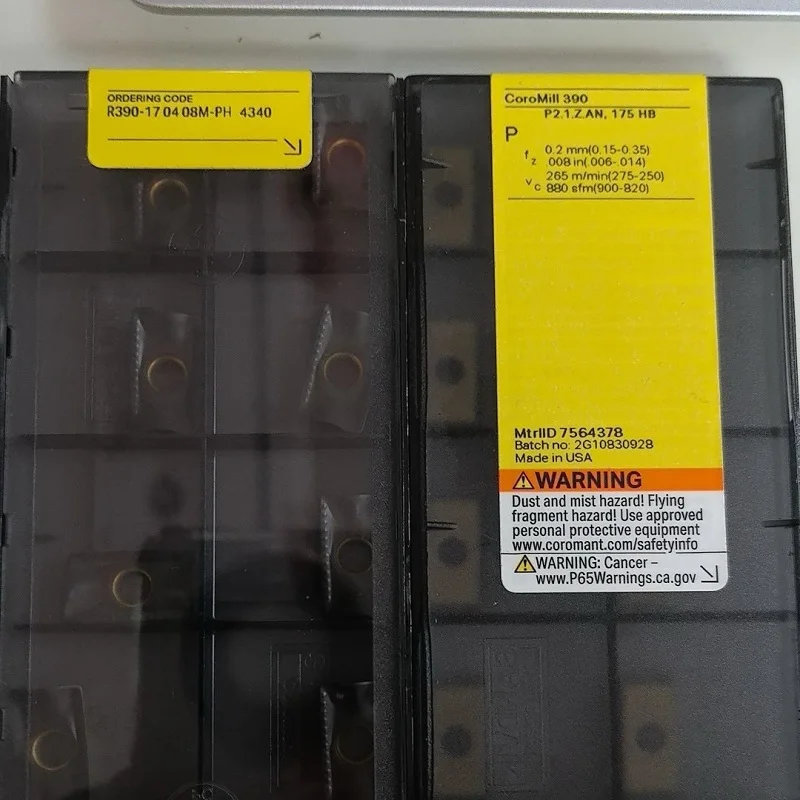 ORDERING CODE
R390-17 04 08M-PH 4340
CoroMill 390
P2.1.Z.AN, 175 HB
P
fz 0.2 mm(0.15-0.35)
.008 in(.006-.014)
vc 265 m/min(275-250)
880 sfm(900-820)
MtrlID 7564378
Batch no: 2G10830928
Made in USA
⚠WARNING
Dust and mist hazard! Flying
fragment hazard! Use approved
personal protective equipment
www.coromant.com/safetyinfo
⚠WARNING: Cancer –
www.P65Warnings.ca.gov